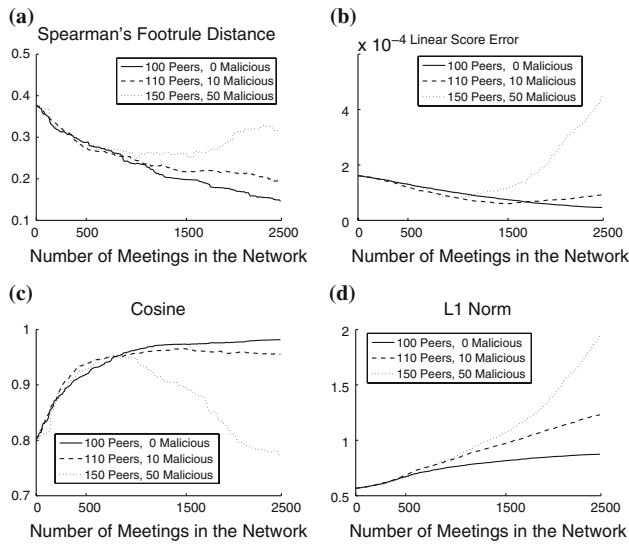 (a)
Spearman's Footrule Distance
100 Peers, 0 Malicious
110 Peers, 10 Malicious
150 Peers, 50 Malicious
0.5
0.4
0.3
0.2
0.1
0 500 1500 2500
Number of Meetings in the Network
(b)
x 10⁻⁴ Linear Score Error
100 Peers, 0 Malicious
110 Peers, 10 Malicious
150 Peers, 50 Malicious
6
4
2
0
0 500 1500 2500
Number of Meetings in the Network
(c)
Cosine
1
0.9
0.8
0.7
100 Peers, 0 Malicious
110 Peers, 10 Malicious
150 Peers, 50 Malicious
0 500 1500 2500
Number of Meetings in the Network
(d)
L1 Norm
2
1.5
1
0.5
100 Peers, 0 Malicious
110 Peers, 10 Malicious
150 Peers, 50 Malicious
0 500 1500 2500
Number of Meetings in the Network